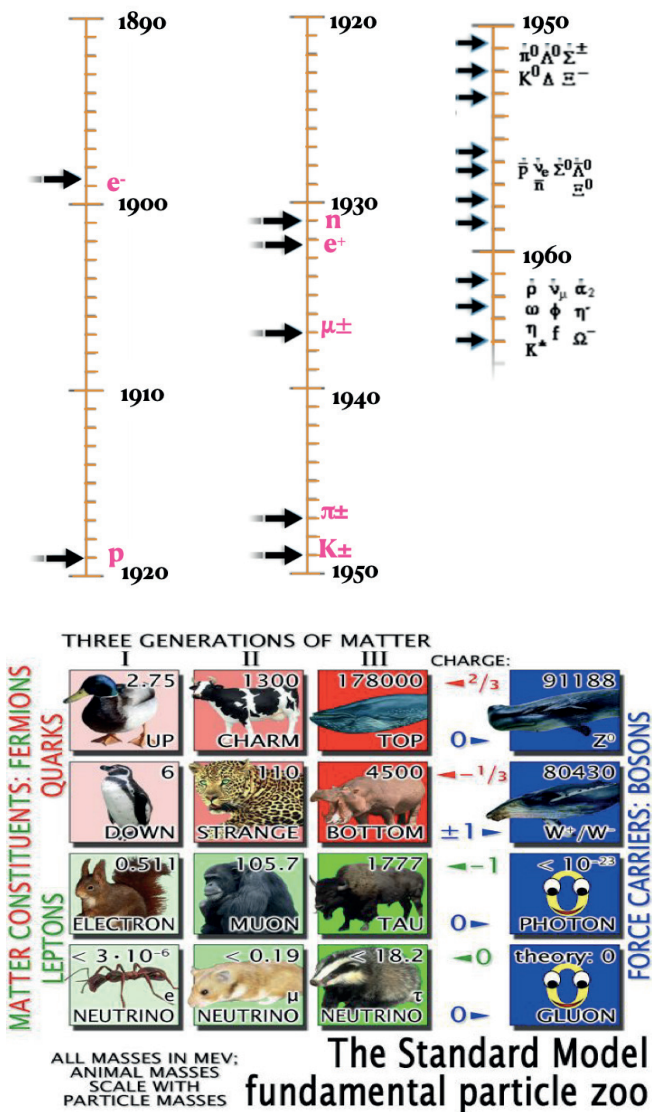 1890
e-
1900
1910
p
1920
1920
1930
n
e+
μ±
1940
π±
K±
1950
1950
π⁰ Λ⁰ Σ±
K⁰ Δ Ξ⁻
p̄ νₑ Σ⁰ Λ̄⁰
n̄ Ξ⁰
1960
ρ ν_μ α₂
ω ϕ η'
η f Ω⁻
K*
THREE GENERATIONS OF MATTER
I II III CHARGE:
MATTER CONSTITUENTS: FERMIONS
QUARKS
LEPTONS
2.75 1300 178000 2/3 91188
UP CHARM TOP 0 Z⁰
6 110 4500 -1/3 80430
DOWN STRANGE BOTTOM ±1 W⁺/W⁻
0.511 105.7 1777 -1 < 10⁻²³
ELECTRON MUON TAU 0 PHOTON
< 3·10⁻⁶ < 0.19 < 18.2 0 theory: 0
e μ τ
NEUTRINO NEUTRINO NEUTRINO 0 GLUON
FORCE CARRIERS: BOSONS
ALL MASSES IN MEV;
ANIMAL MASSES
SCALE WITH
PARTICLE MASSES
The Standard Model
fundamental particle zoo